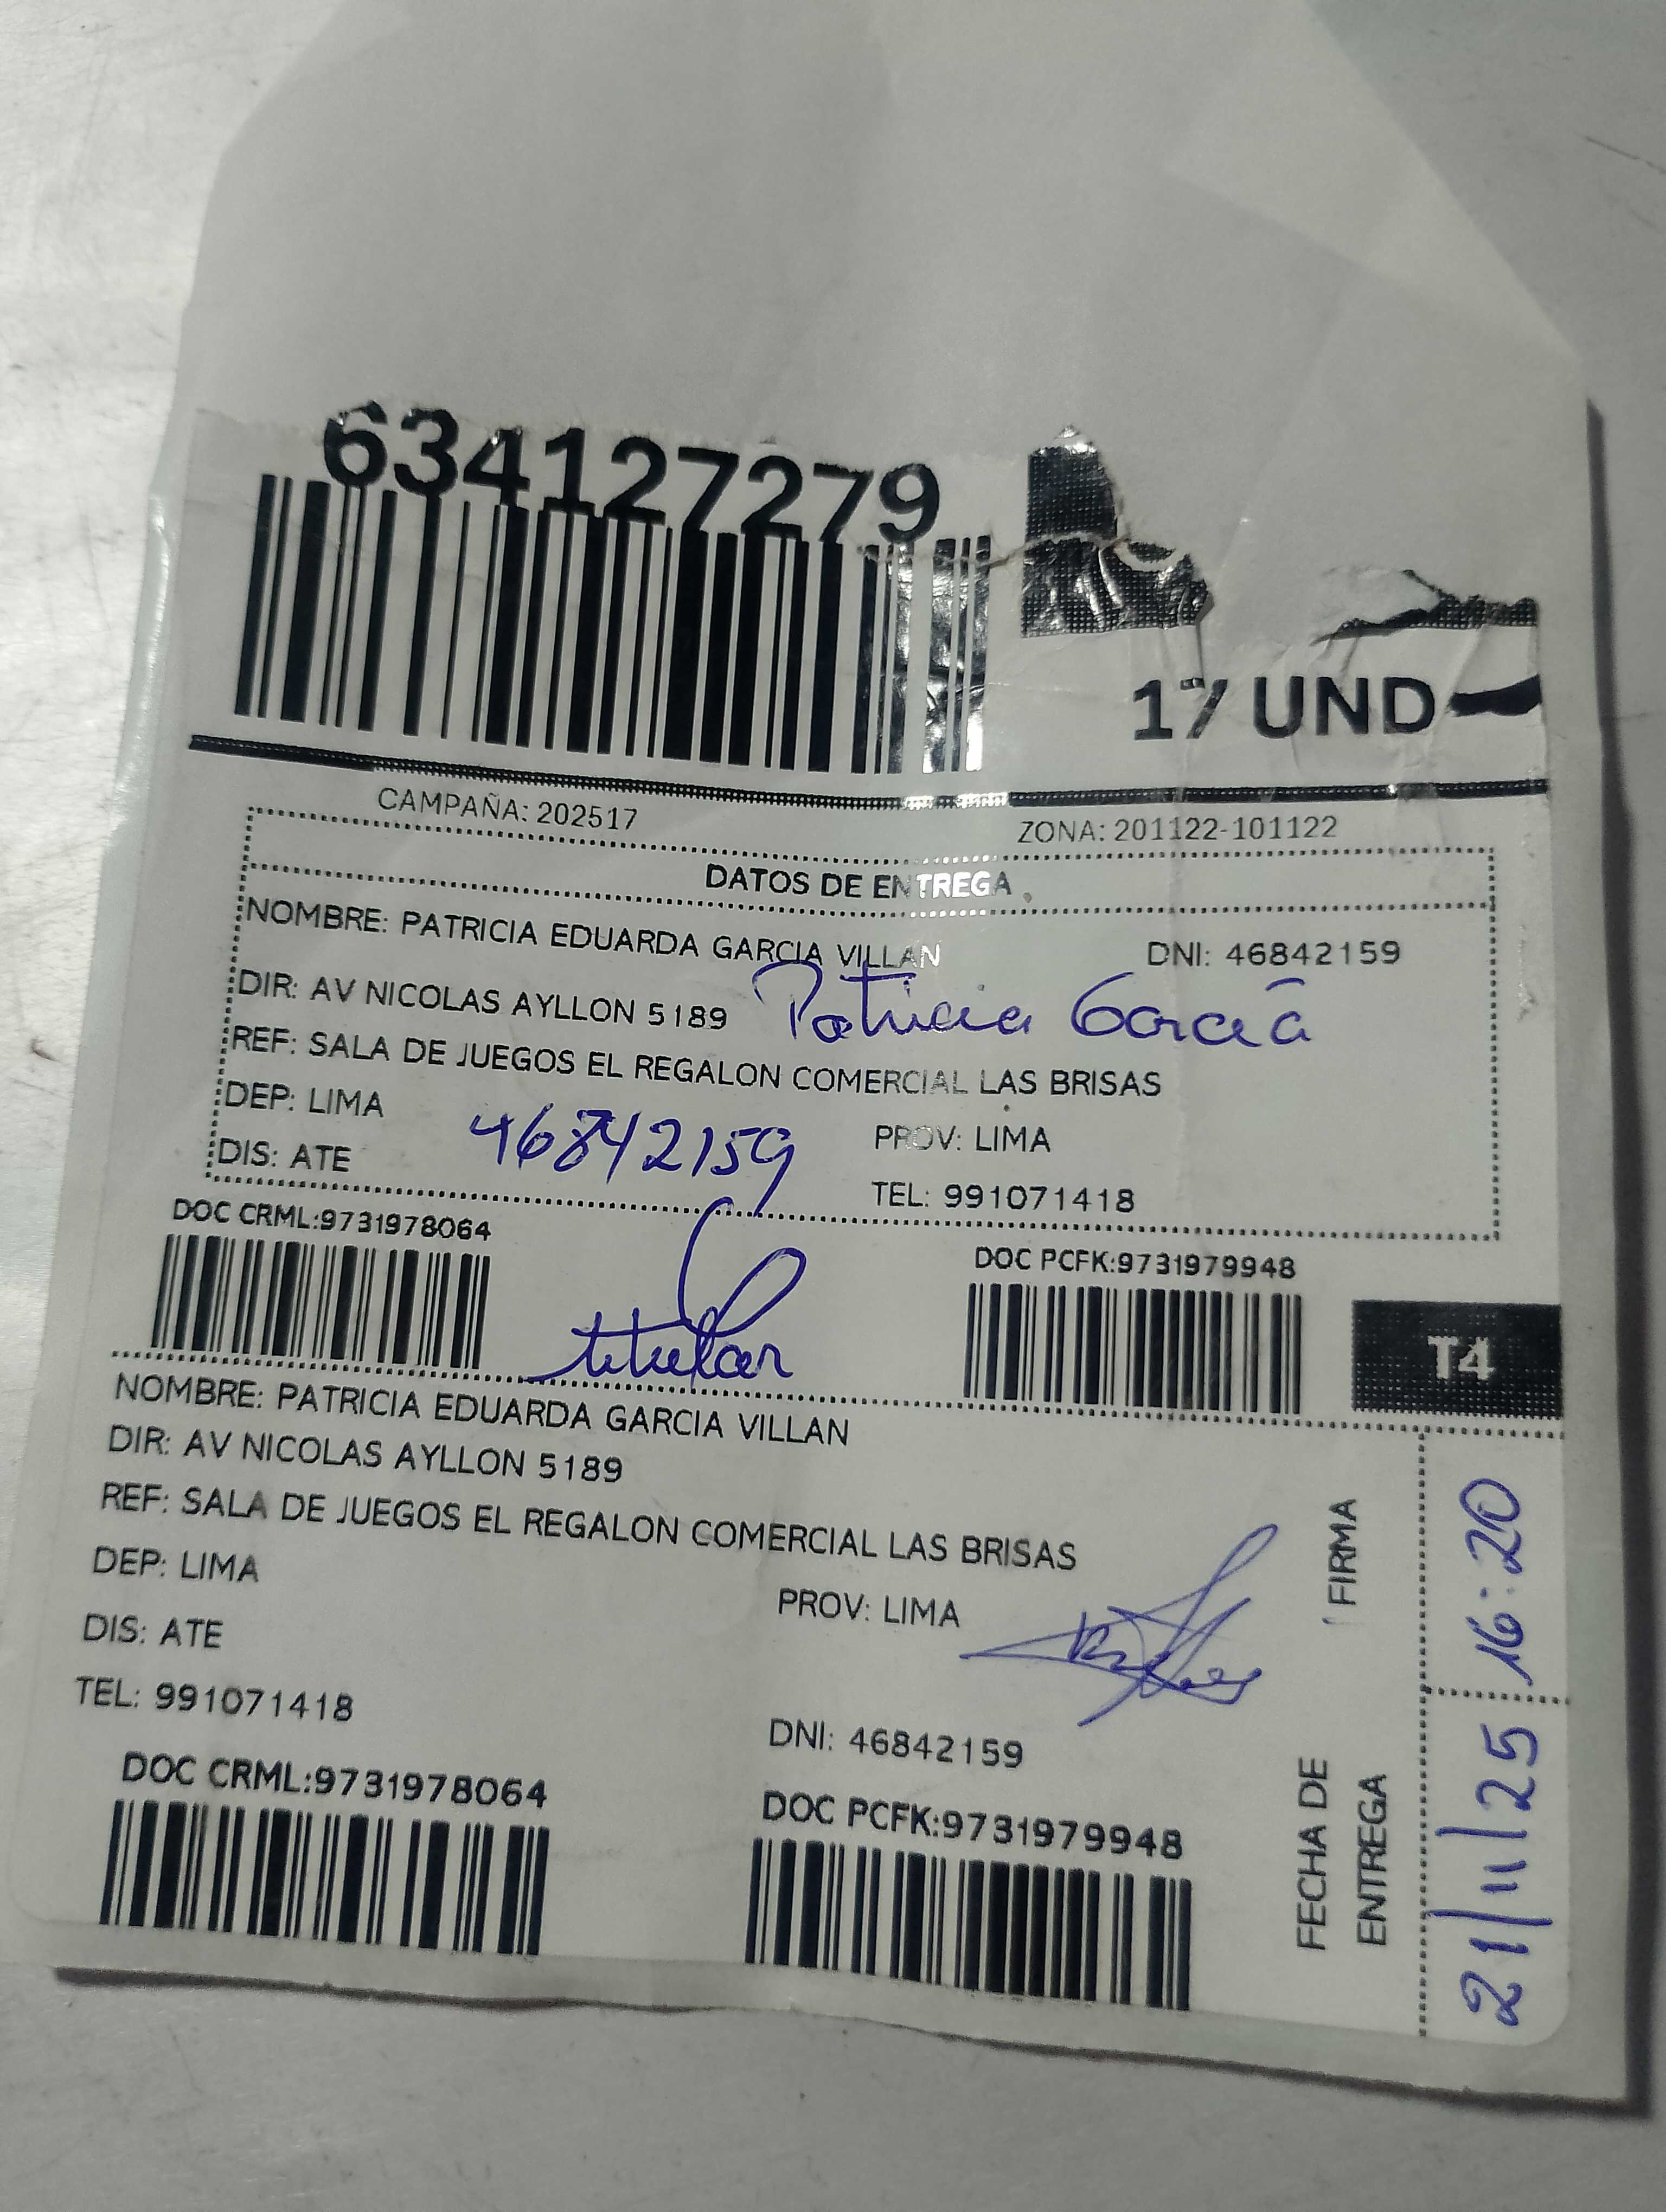 634127279
17 UND
CAMPAÑA: 202517
ZONA: 201122-101122
DATOS DE ENTREGA
NOMBRE: PATRICIA EDUARDA GARCIA VILLAN
DNI: 46842159
DIR: AV NICOLAS AYLLON 5189
Patricia Garcia
REF: SALA DE JUEGOS EL REGALON COMERCIAL LAS BRISAS
DEP: LIMA
46842159
PROV: LIMA
DIS: ATE
TEL: 991071418
DOC CRML:9731978064
DOC PCFK:9731979948
titular
T4
NOMBRE: PATRICIA EDUARDA GARCIA VILLAN
DIR: AV NICOLAS AYLLON 5189
REF: SALA DE JUEGOS EL REGALON COMERCIAL LAS BRISAS
DEP: LIMA
PROV: LIMA
DIS: ATE
TEL: 991071418
DNI: 46842159
DOC CRML:9731978064
DOC PCFK:9731979948
FIRMA
16:20
FECHA DE
ENTREGA
21/11/25